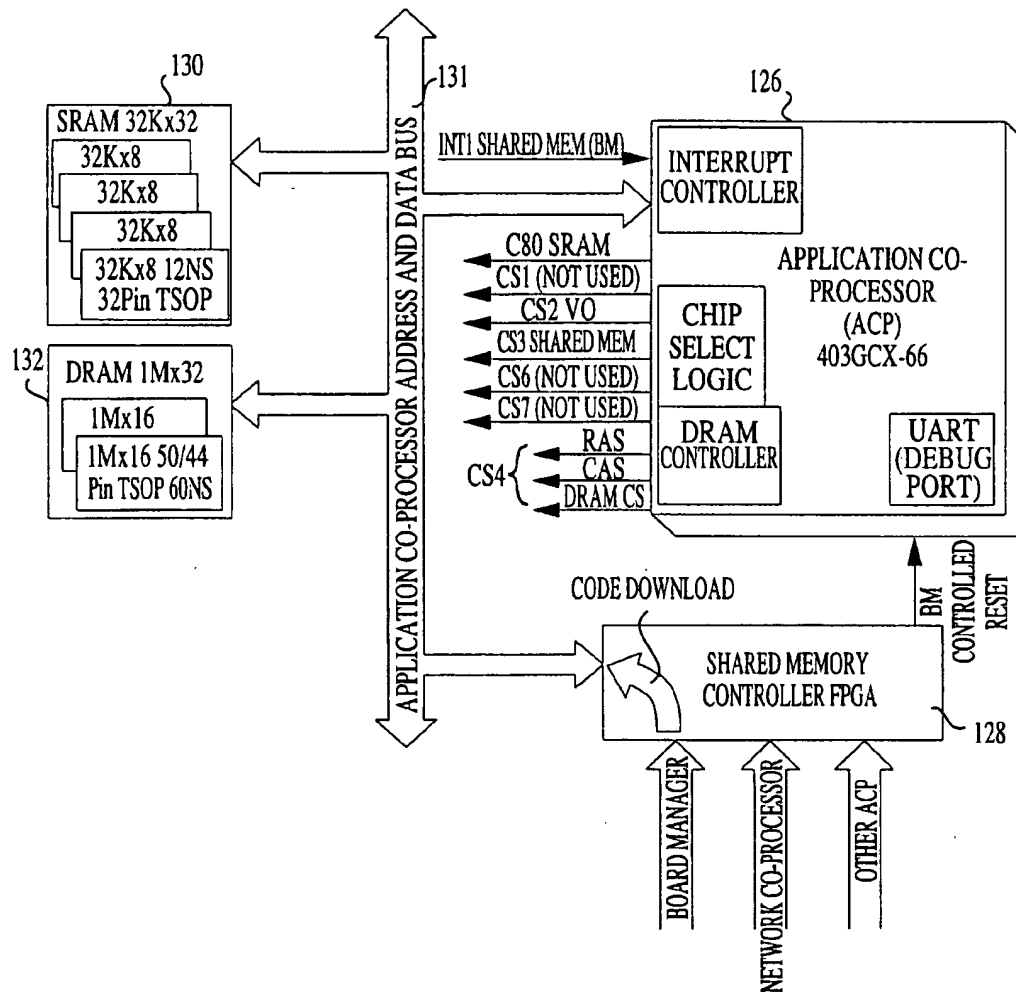 130
SRAM 32Kx32
32Kx8
32Kx8
32Kx8
32Kx8 12NS
32Pin TSOP
132
DRAM 1Mx32
1Mx16
1Mx16 50/44
Pin TSOP 60NS
131
APPLICATION CO-PROCESSOR ADDRESS AND DATA BUS
INT1 SHARED MEM (BM)
C80 SRAM
CS1 (NOT USED)
CS2 VO
CS3 SHARED MEM
CS6 (NOT USED)
CS7 (NOT USED)
CS4
RAS
CAS
DRAM CS
126
INTERRUPT
CONTROLLER
APPLICATION CO-
PROCESSOR
(ACP)
403GCX-66
CHIP
SELECT
LOGIC
DRAM
CONTROLLER
UART
(DEBUG
PORT)
BM
CONTROLLED
RESET
CODE DOWNLOAD
SHARED MEMORY
CONTROLLER FPGA
128
BOARD MANAGER
NETWORK CO-PROCESSOR
OTHER ACP